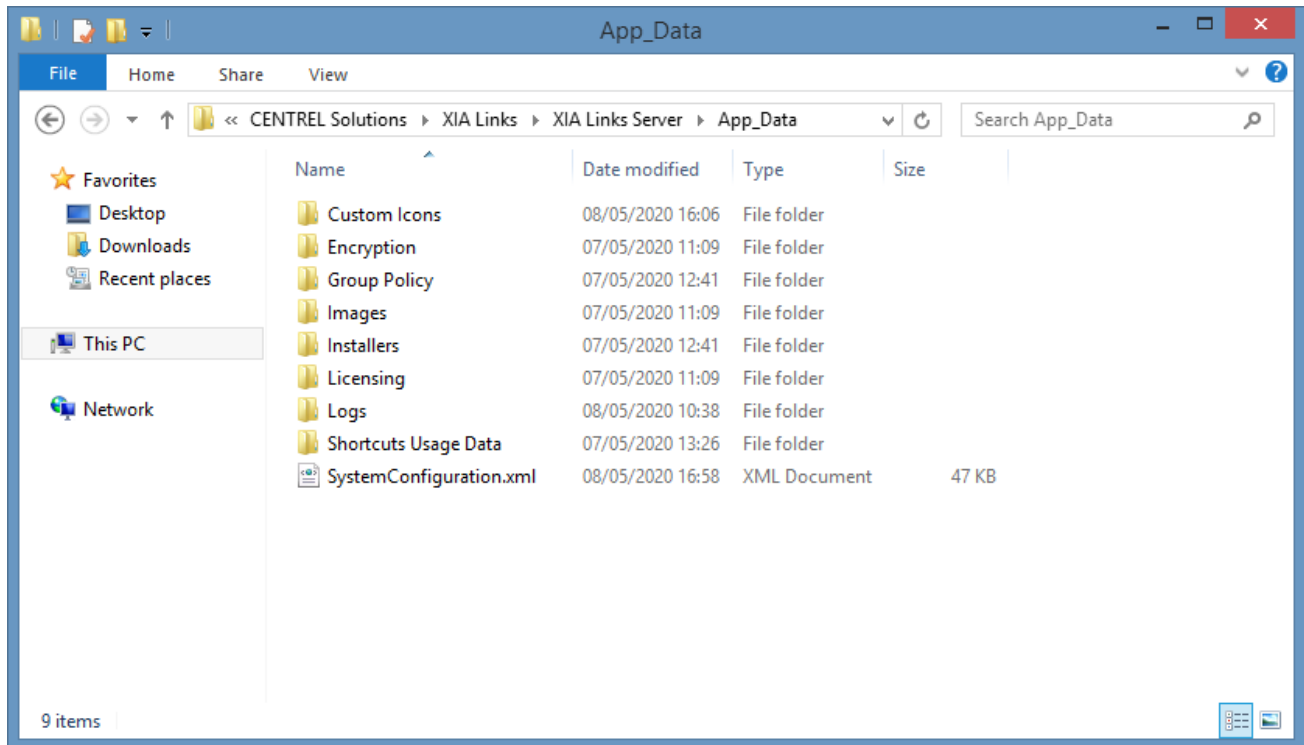 App_Data
File Home Share View
« CENTREL Solutions XIA Links XIA Links Server App_Data Search App_Data
Name Date modified Type Size
Favorites
Desktop
Downloads
Recent places
This PC
Network
Custom Icons 08/05/2020 16:06 File folder
Encryption 07/05/2020 11:09 File folder
Group Policy 07/05/2020 12:41 File folder
Images 07/05/2020 11:09 File folder
Installers 07/05/2020 12:41 File folder
Licensing 07/05/2020 11:09 File folder
Logs 08/05/2020 10:38 File folder
Shortcuts Usage Data 07/05/2020 13:26 File folder
SystemConfiguration.xml 08/05/2020 16:58 XML Document 47 KB
9 items